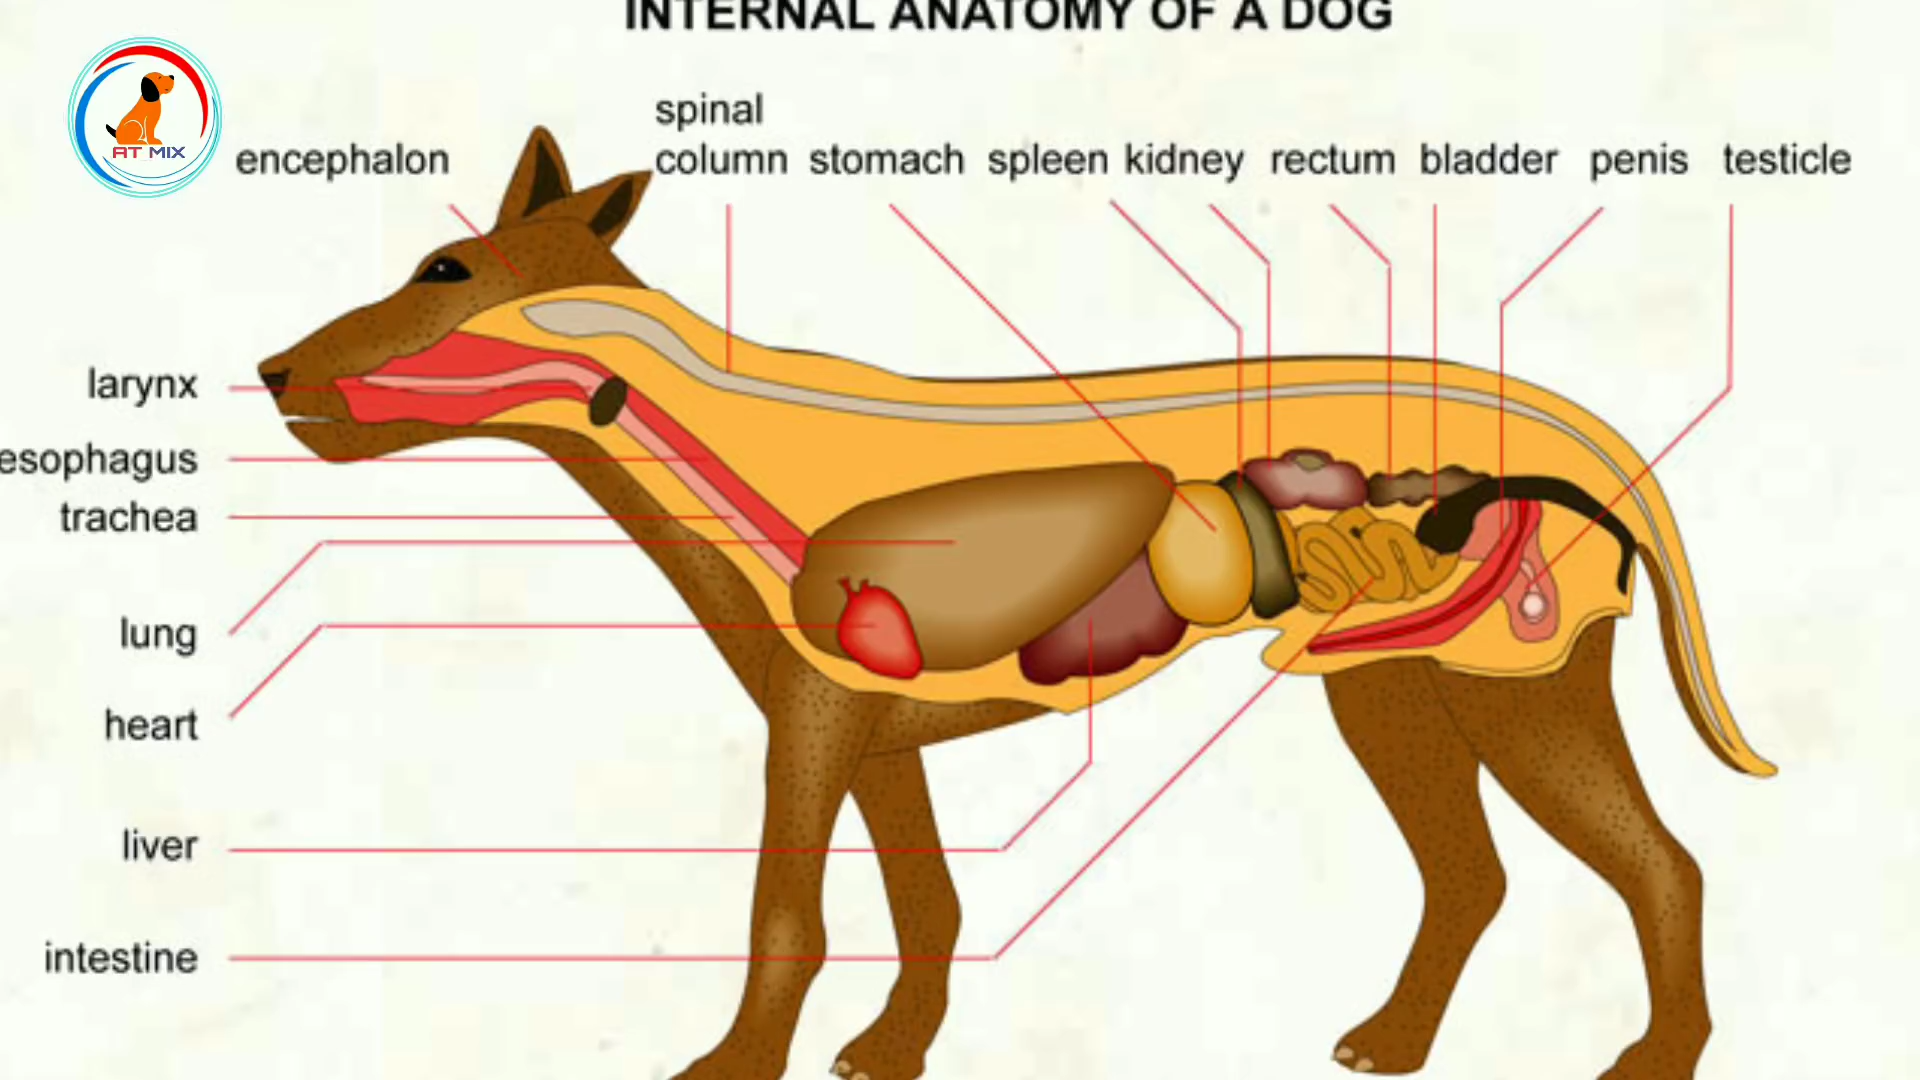 INTERNAL ANATOMY OF A DOG
AT MIX
spinal
encephalon column stomach spleen kidney rectum bladder penis testicle
larynx
esophagus
trachea
lung
heart
liver
intestine